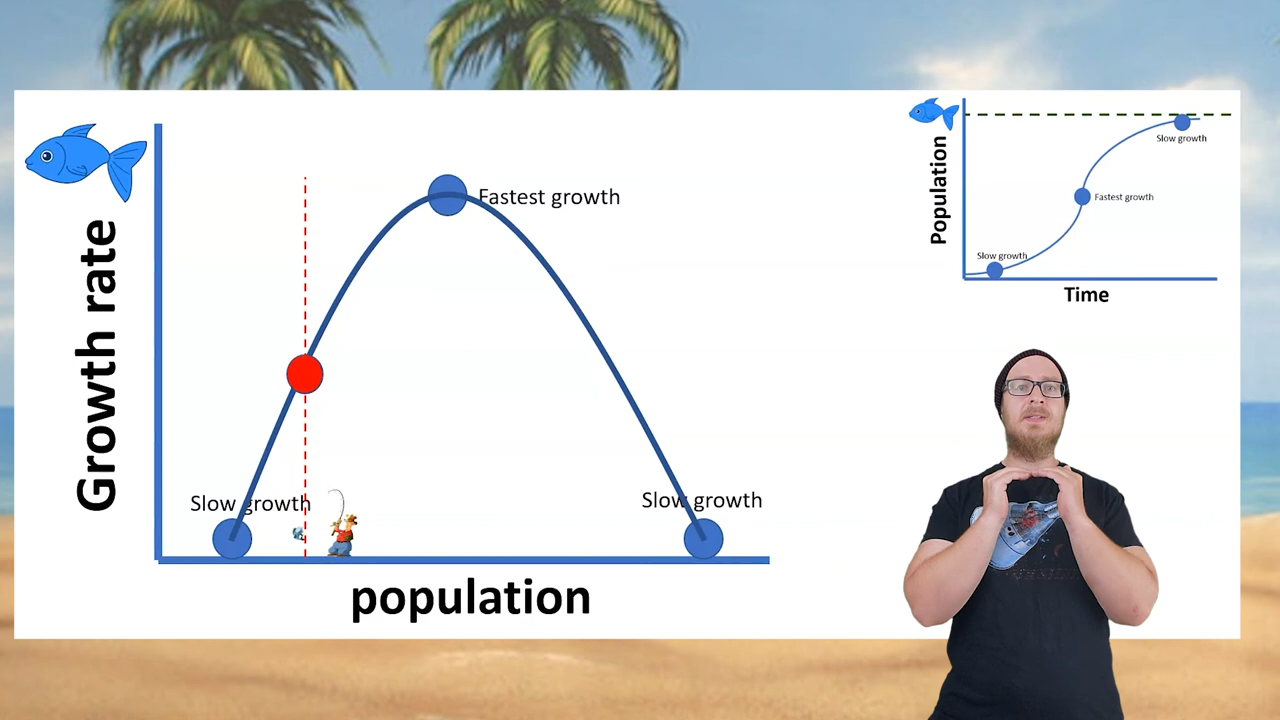 Growth rate
Fastest growth
Slow growth
Slow growth
population
Population
Slow growth
Fastest growth
Slow growth
Time